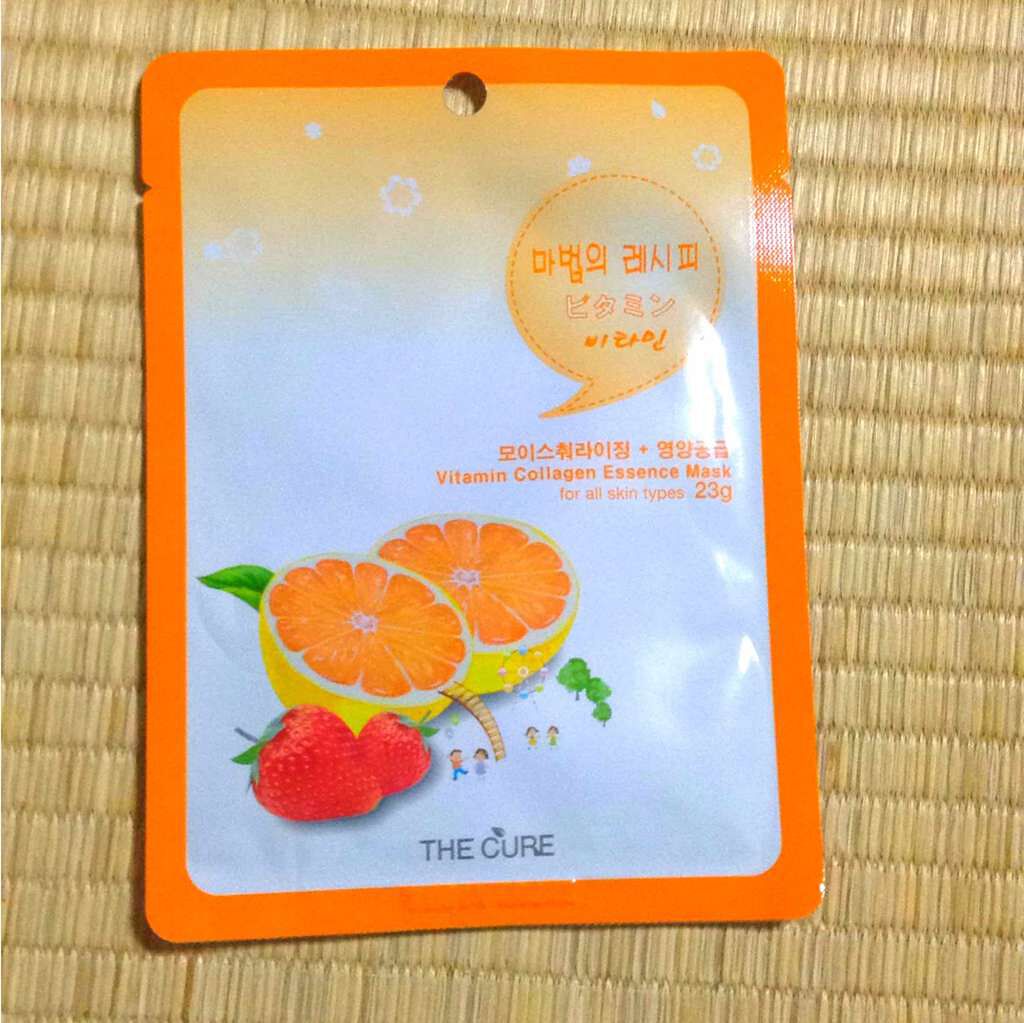 마법의 레시피
ビタミン
비타민
모이스춰라이징 + 영양공급
Vitamin Collagen Essence Mask
for all skin types 23g
THE CURE